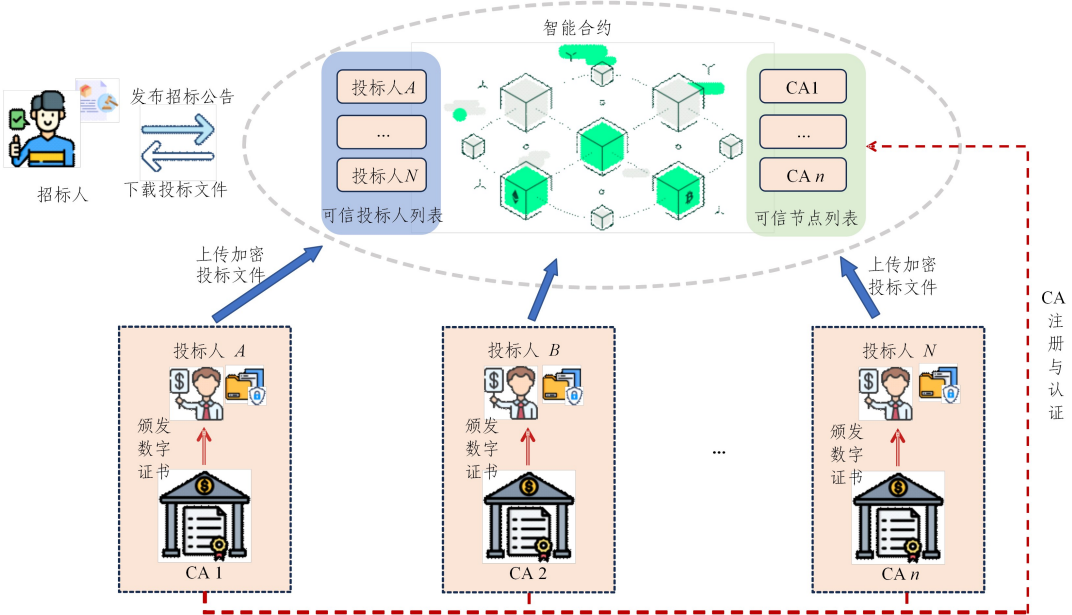 智能合约
发布招标公告
下载投标文件
招标人
投标人A
...
投标人N
可信投标人列表
CA1
...
CA n
可信节点列表
上传加密
投标文件
上传加密
投标文件
CA
注
册
与
认
证
投标人 A
颁发
数字
证书
CA 1
投标人 B
颁发
数字
证书
CA 2
...
投标人 N
颁发
数字
证书
CA n